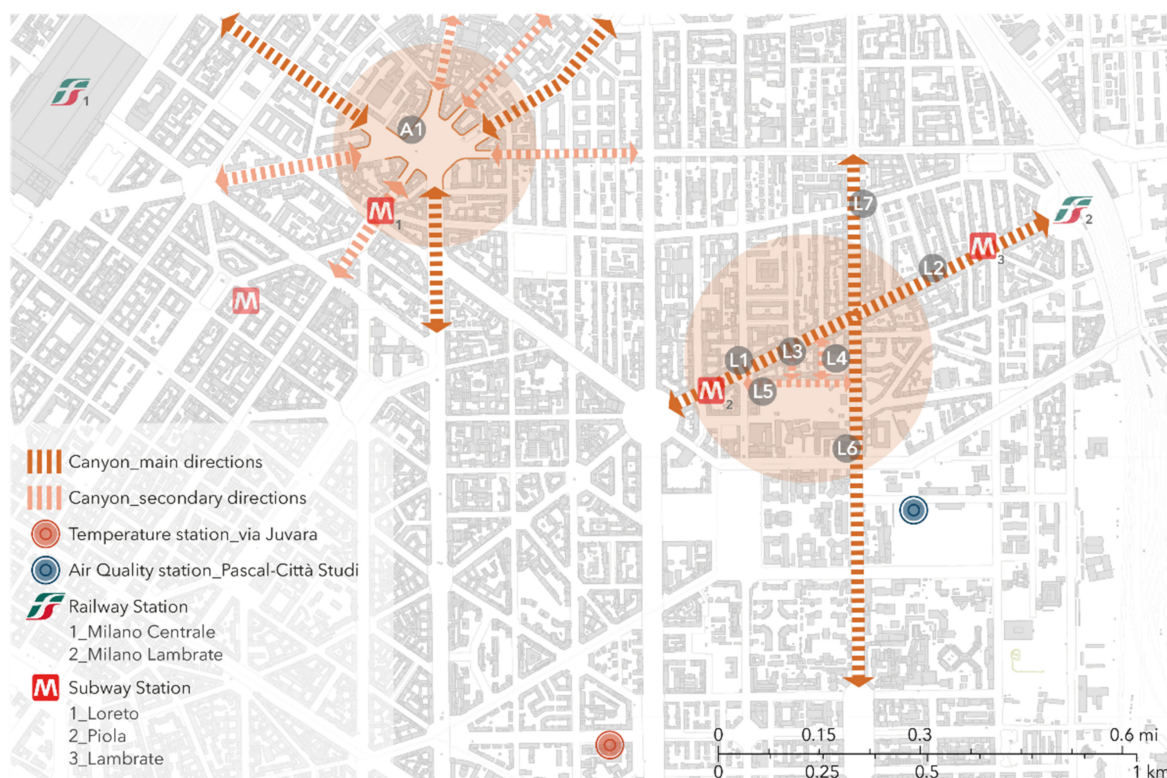 1
A1
M
1
M
L7
2
M
3
L2
L1
L3
L4
M
2
L5
L6
Canyon_main directions
Canyon_secondary directions
Temperature station_via Juvara
Air Quality station_Pascal-Città Studi
Railway Station
1_Milano Centrale
2_Milano Lambrate
M Subway Station
1_Loreto
2_Piola
3_Lambrate
0 0.15 0.3 0.6 mi
0 0.25 0.5 1 km